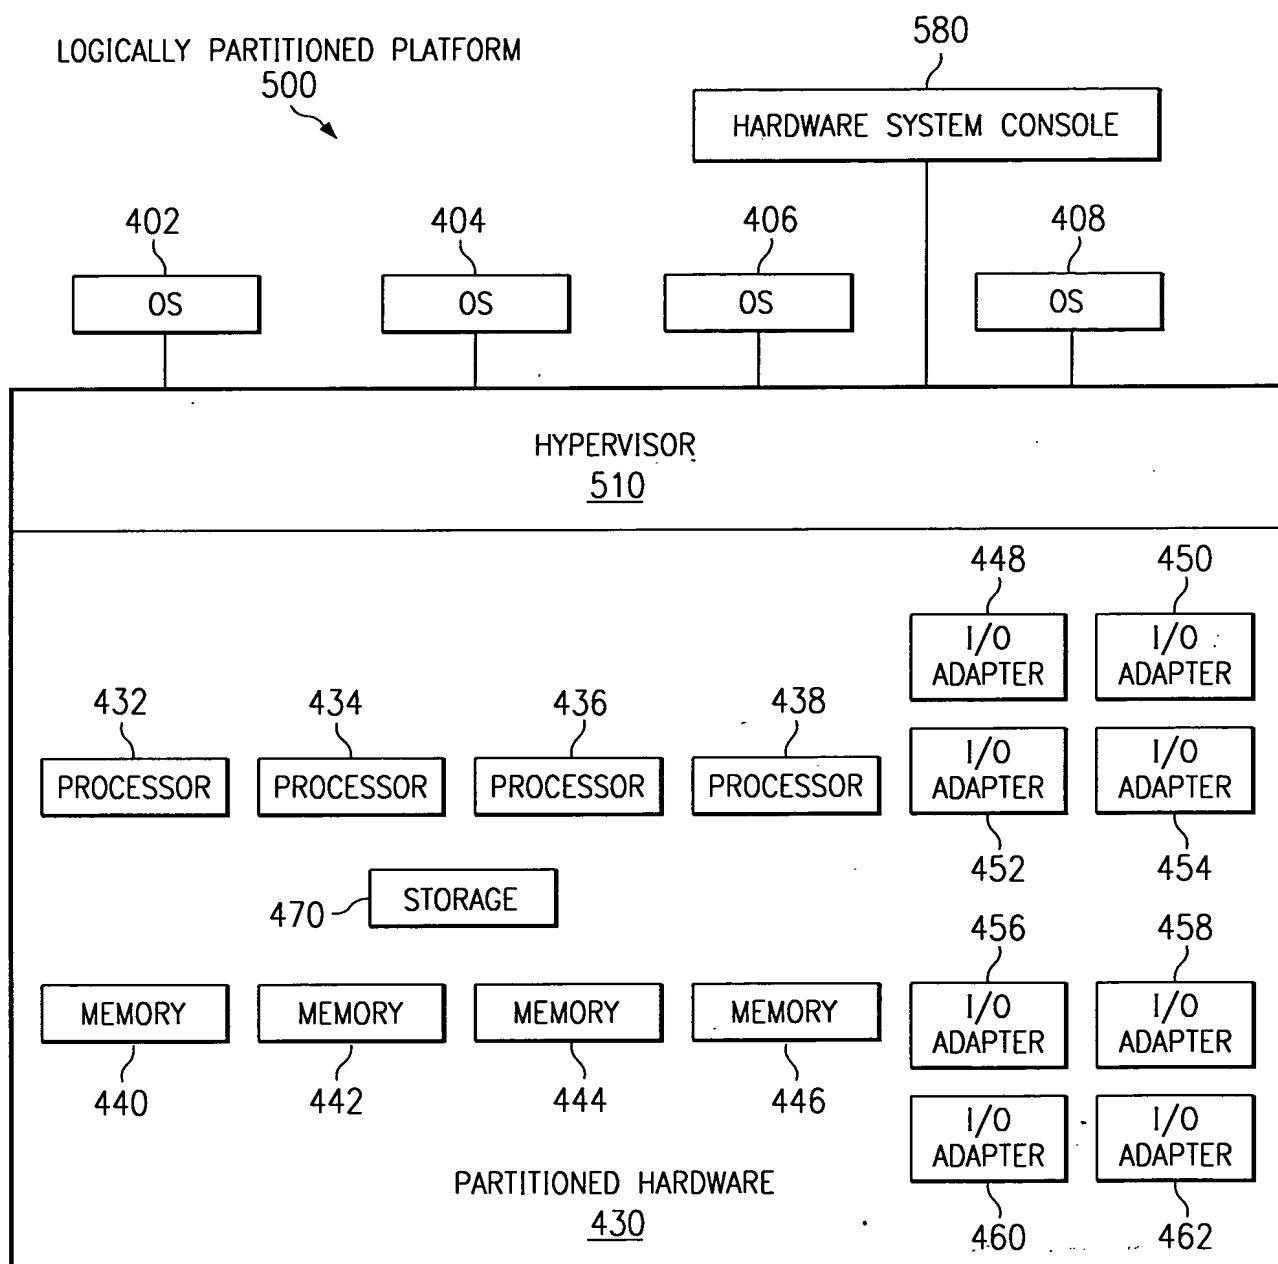 580
LOGICALLY PARTITIONED PLATFORM
500
HARDWARE SYSTEM CONSOLE
402 404 406 408
OS OS OS OS
HYPERVISOR
510
448 450
I/O ADAPTER I/O ADAPTER
432 434 436 438
PROCESSOR PROCESSOR PROCESSOR PROCESSOR
I/O ADAPTER I/O ADAPTER
452 454
470 STORAGE
456 458
MEMORY MEMORY MEMORY MEMORY
I/O ADAPTER I/O ADAPTER
440 442 444 446
I/O ADAPTER I/O ADAPTER
PARTITIONED HARDWARE
430
460 462